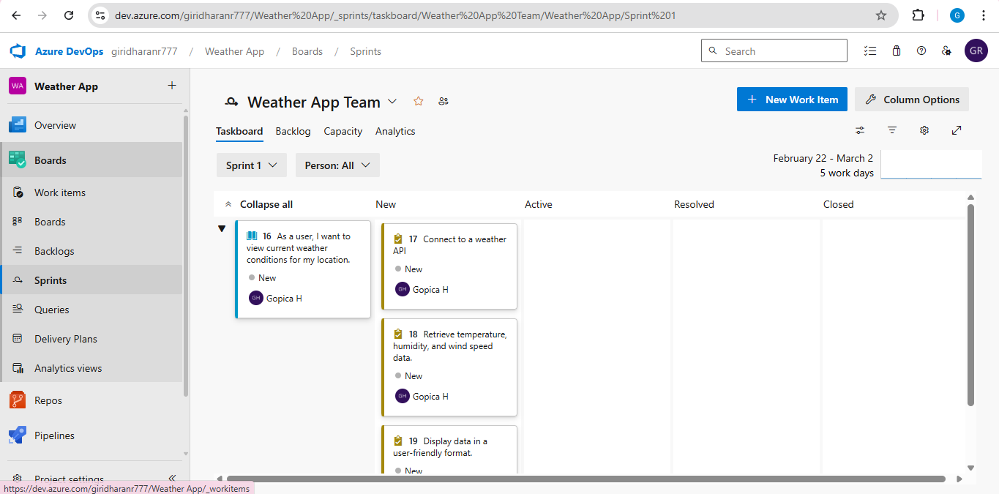 dev.azure.com/giridharanr777/Weather%20App/_sprints/taskboard/Weather%20App%20Team/Weather%20App/Sprint%201
G
Azure DevOps giridharanr777 / Weather App / Boards / Sprints
Search
GR
WA Weather App
Overview
Boards
Work items
Boards
Backlogs
Sprints
Queries
Delivery Plans
Analytics views
Repos
Pipelines
Project settings
https://dev.azure.com/giridharanr777/Weather App/_workitems
Weather App Team
New Work Item
Column Options
Taskboard Backlog Capacity Analytics
Sprint 1
Person: All
February 22 - March 2
5 work days
Collapse all New Active Resolved Closed
16 As a user, I want to
view current weather
conditions for my location.
New
GH Gopica H
17 Connect to a weather
API
New
GH Gopica H
18 Retrieve temperature,
humidity, and wind speed
data.
New
GH Gopica H
19 Display data in a
user-friendly format.
New